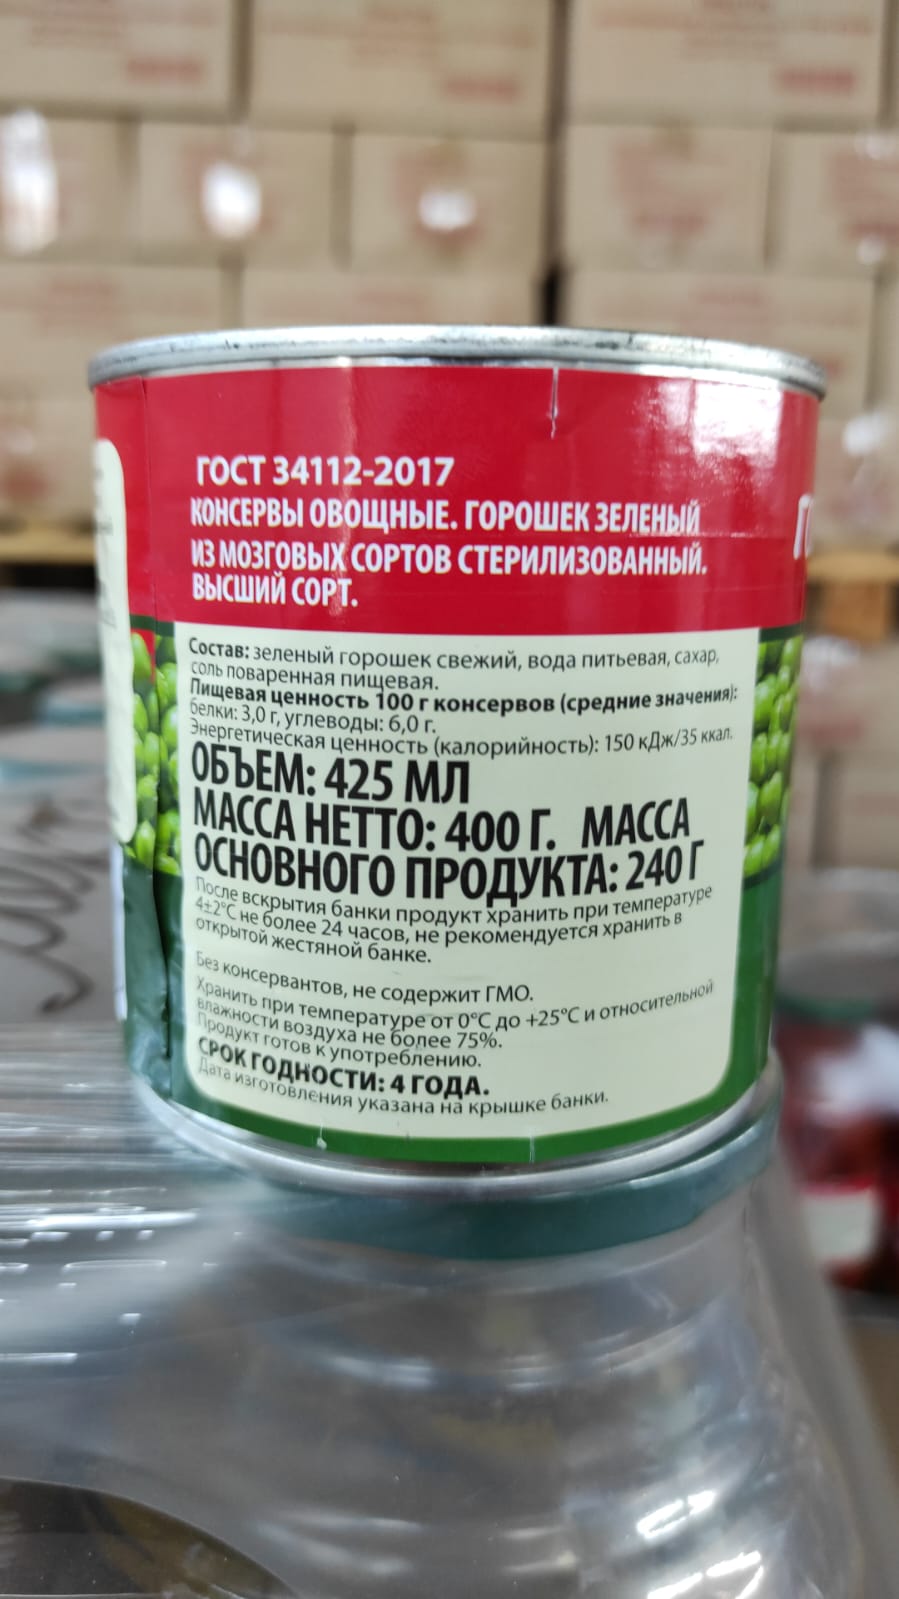 ГОСТ 34112-2017
КОНСЕРВЫ ОВОЩНЫЕ. ГОРОШЕК ЗЕЛЕНЫЙ
ИЗ МОЗГОВЫХ СОРТОВ СТЕРИЛИЗОВАННЫЙ.
ВЫСШИЙ СОРТ.
Состав: зеленый горошек свежий, вода питьевая, сахар,
соль поваренная пищевая.
Пищевая ценность 100 г консервов (средние значения):
белки: 3,0 г, углеводы: 6,0 г.
Энергетическая ценность (калорийность): 150 кДж/35 ккал.
ОБЪЕМ: 425 МЛ
МАССА НЕТТО: 400 Г. МАССА
ОСНОВНОГО ПРОДУКТА: 240 Г
После вскрытия банки продукт хранить при температуре
4±2°С не более 24 часов, не рекомендуется хранить в
открытой жестяной банке.
Без консервантов, не содержит ГМО.
Хранить при температуре от 0°С до +25°С и относительной
влажности воздуха не более 75%.
Продукт готов к употреблению.
СРОК ГОДНОСТИ: 4 ГОДА.
Дата изготовления указана на крышке банки.